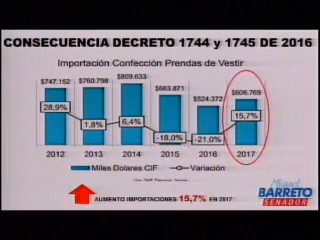 CONSECUENCIA DECRETO 1744 y 1745 DE 2016
Importación Confección Prendas de Vestir
$747.152 $760.798 $809.633 $663.871 $524.372 $606.769
28,9% 1,8% 6,4% -18,0% -21,0% 15,7%
2012 2013 2014 2015 2016 2017
Miles Dolares CIF Variación
AUMENTO IMPORTACIONES 15,7% EN 2017
Miguel
BARRETO
SENADOR